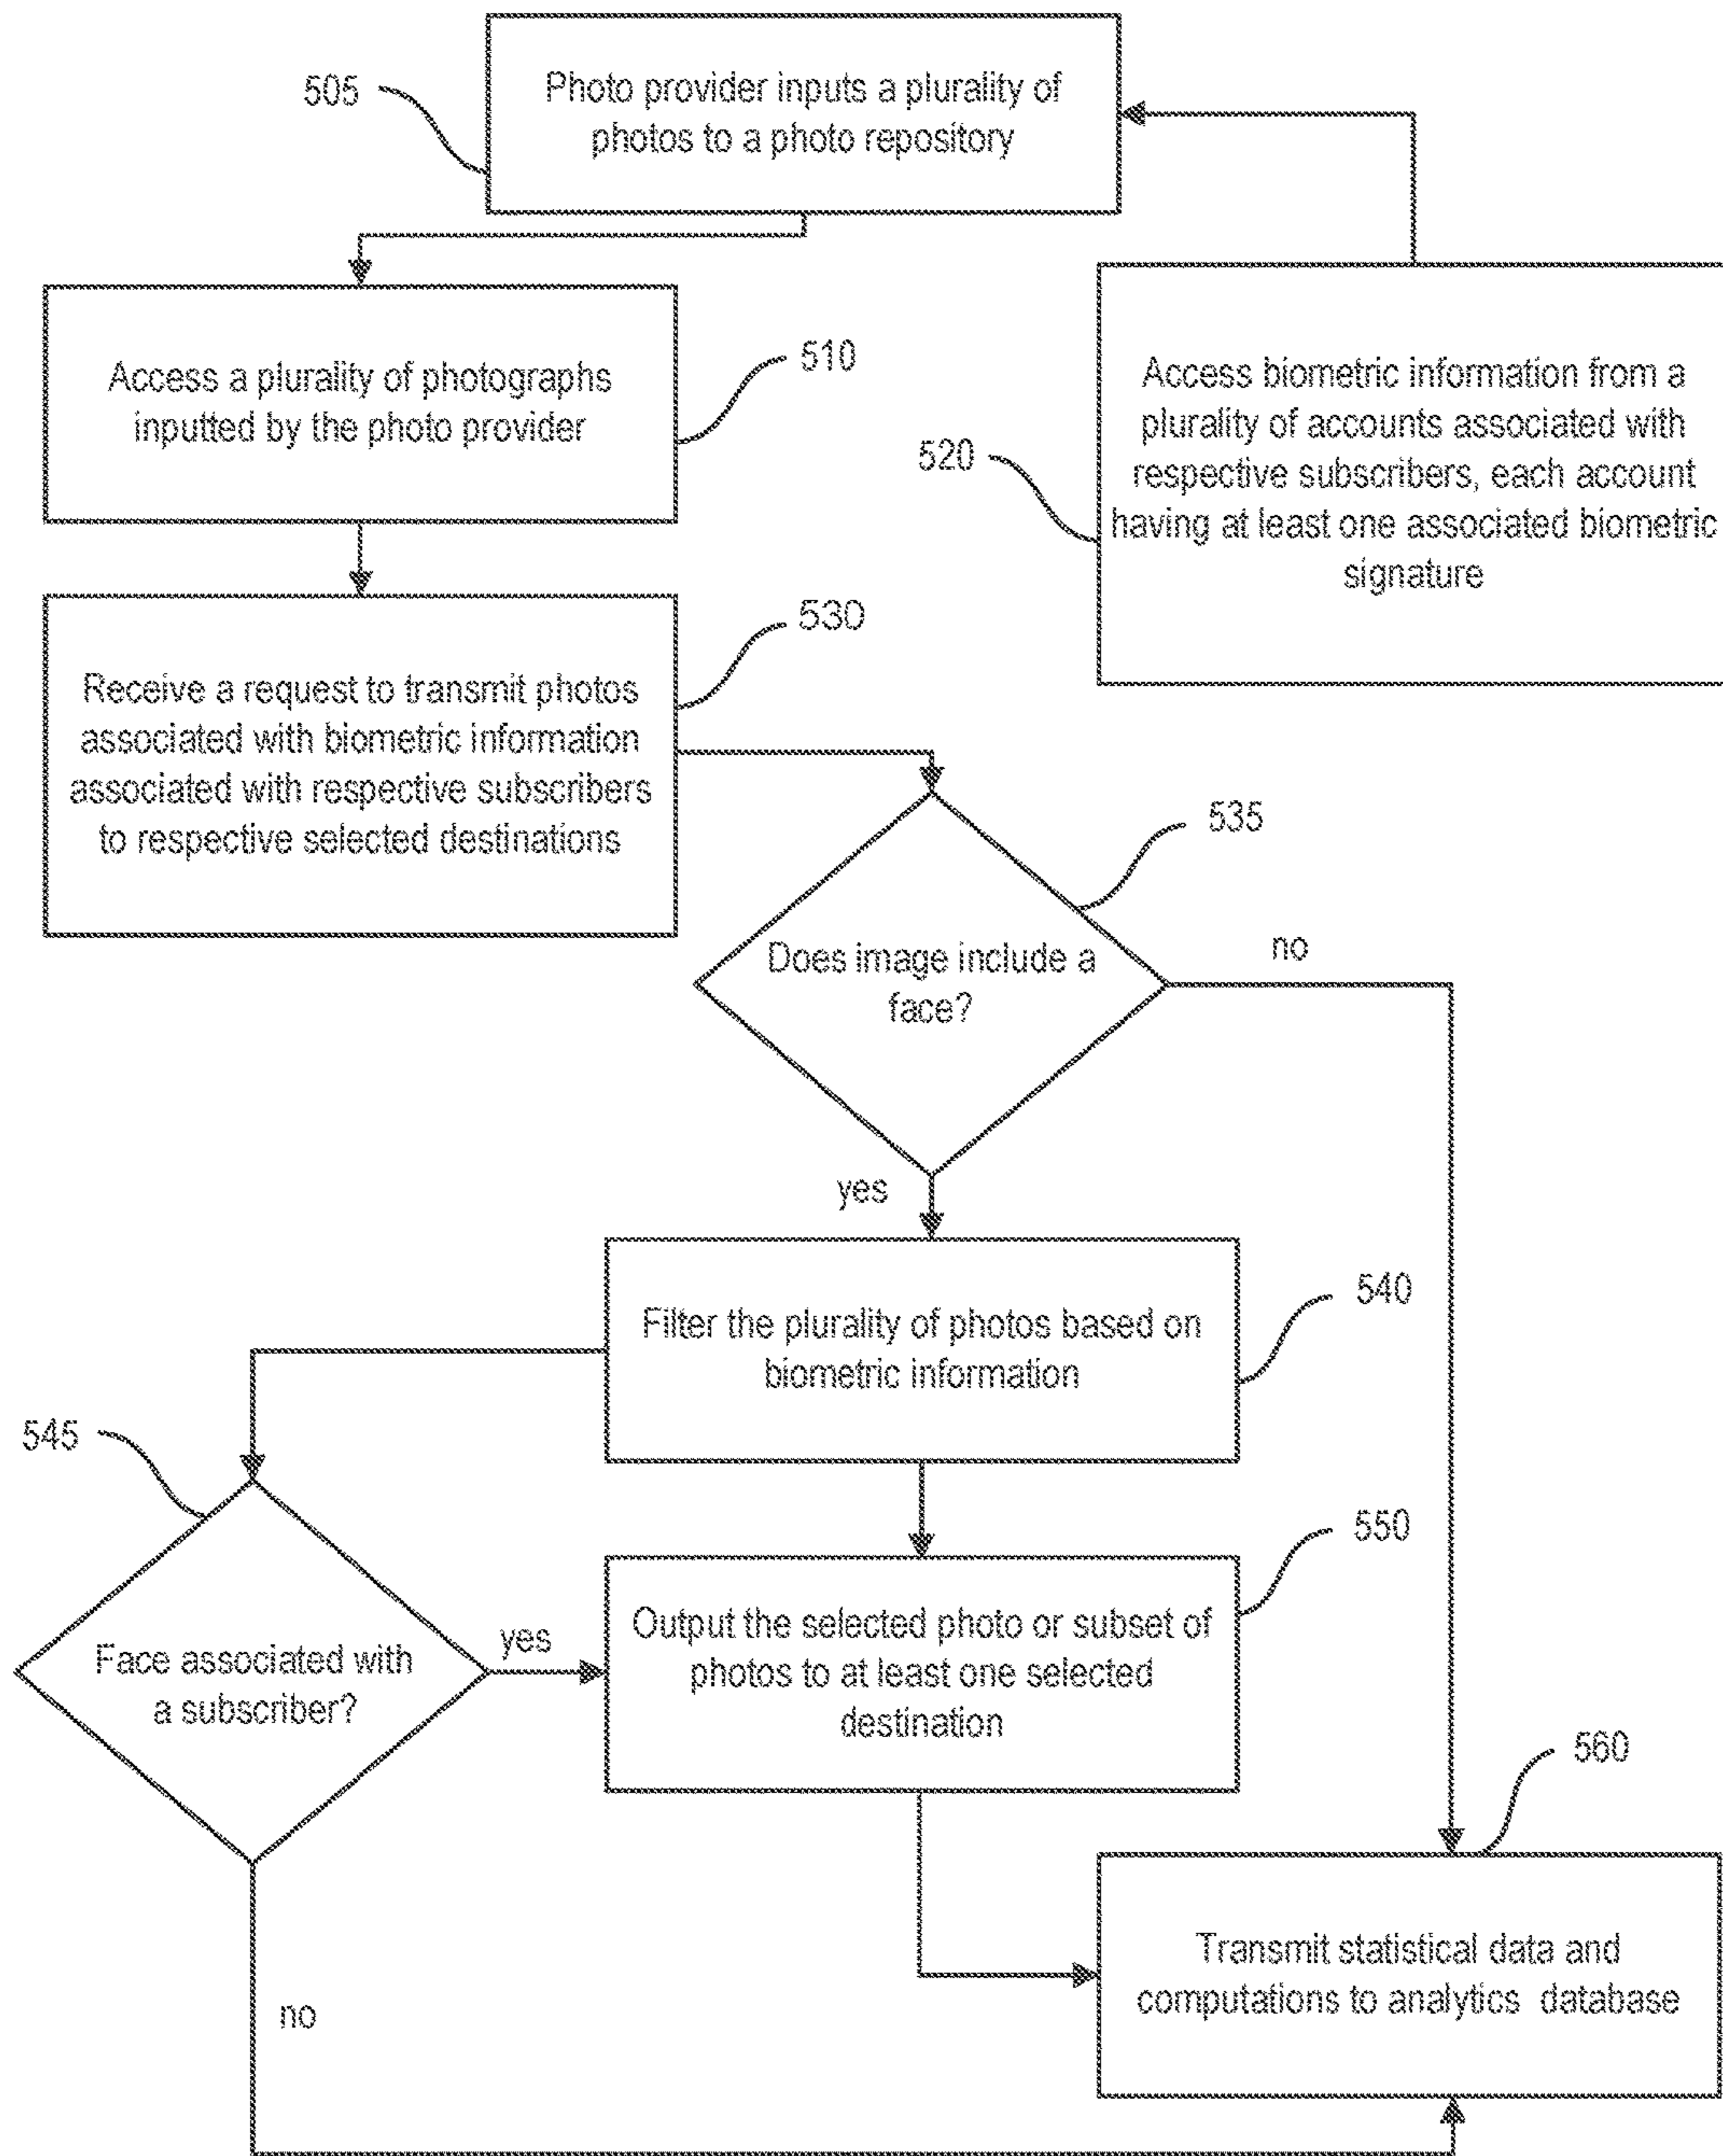 505
Photo provider inputs a plurality of
photos to a photo repository
Access a plurality of photographs
inputted by the photo provider
510
520
Access biometric information from a
plurality of accounts associated with
respective subscribers, each account
having at least one associated biometric
signature
530
Receive a request to transmit photos
associated with biometric information
associated with respective subscribers
to respective selected destinations
535
Does image include a
face?
no
yes
540
Filter the plurality of photos based on
biometric information
545
550
Face associated with
a subscriber?
yes
Output the selected photo or subset of
photos to at least one selected
destination
560
Transmit statistical data and
computations to analytics database
no